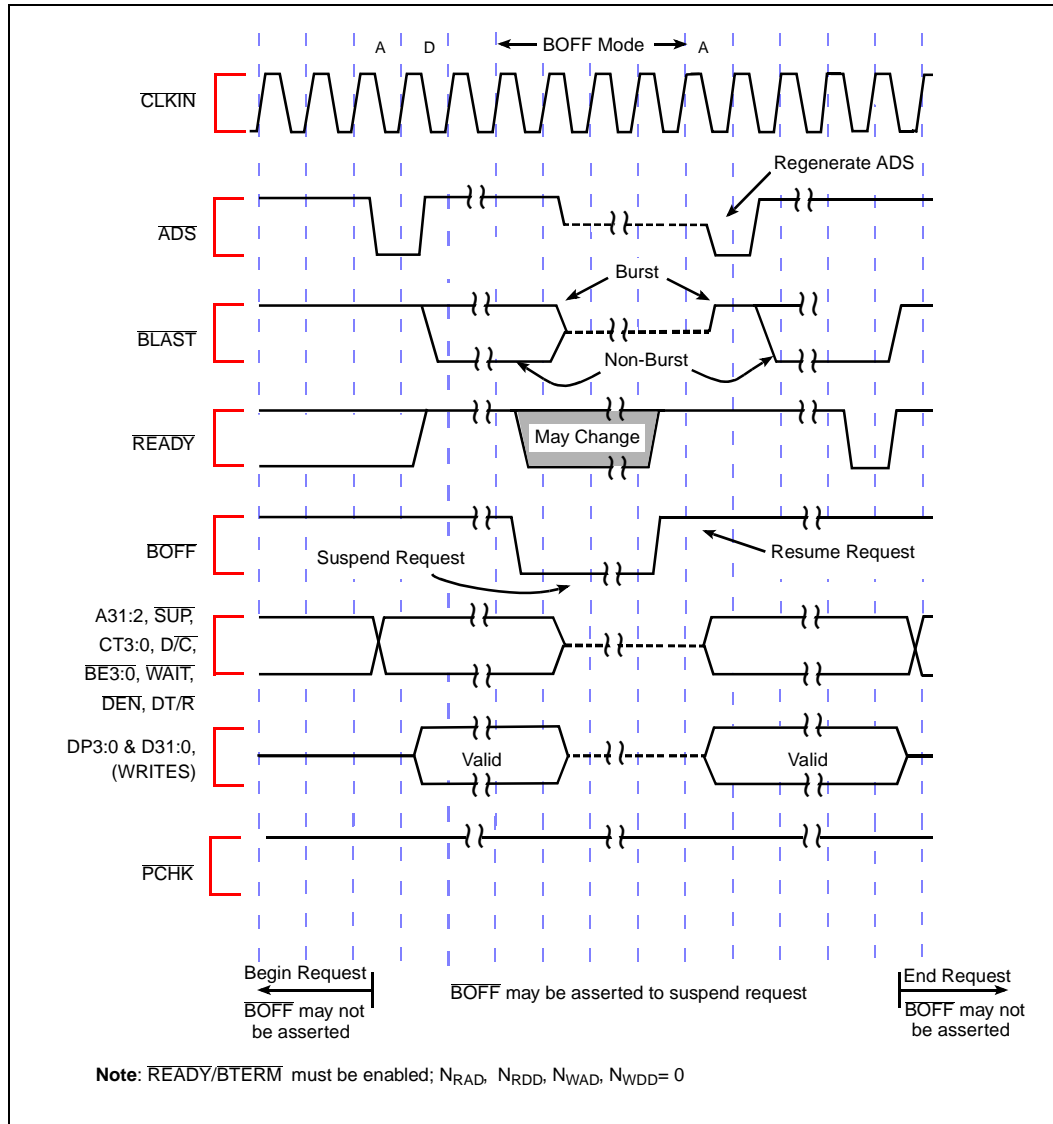 A D BOFF Mode A
CLKIN
Regenerate ADS
ADS
Burst
BLAST
Non-Burst
READY
May Change
BOFF
Suspend Request
Resume Request
A31:2, SUP,
CT3:0, D/C,
BE3:0, WAIT,
DEN, DT/R
DP3:0 & D31:0,
(WRITES)
Valid
Valid
PCHK
Begin Request
BOFF may not
be asserted
BOFF may be asserted to suspend request
End Request
BOFF may not
be asserted
Note: READY/BTERM must be enabled; NRAD, NRDD, NWAD, NWDD= 0